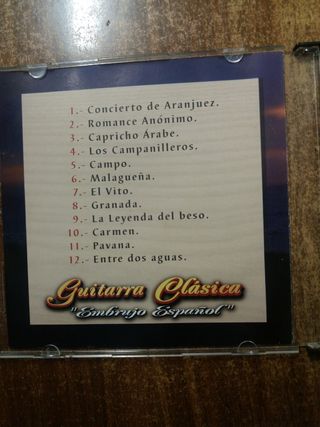 1.- Concierto de Aranjuez.
2.- Romance Anónimo.
3.- Capricho Árabe.
4.- Los Campanilleros.
5.- Campo.
6.- Malagueña.
7.- El Vito.
8.- Granada.
9.- La Leyenda del beso.
10.- Carmen.
11.- Pavana.
12.- Entre dos aguas.
Guitarra Clásica
"Embrujo Español"